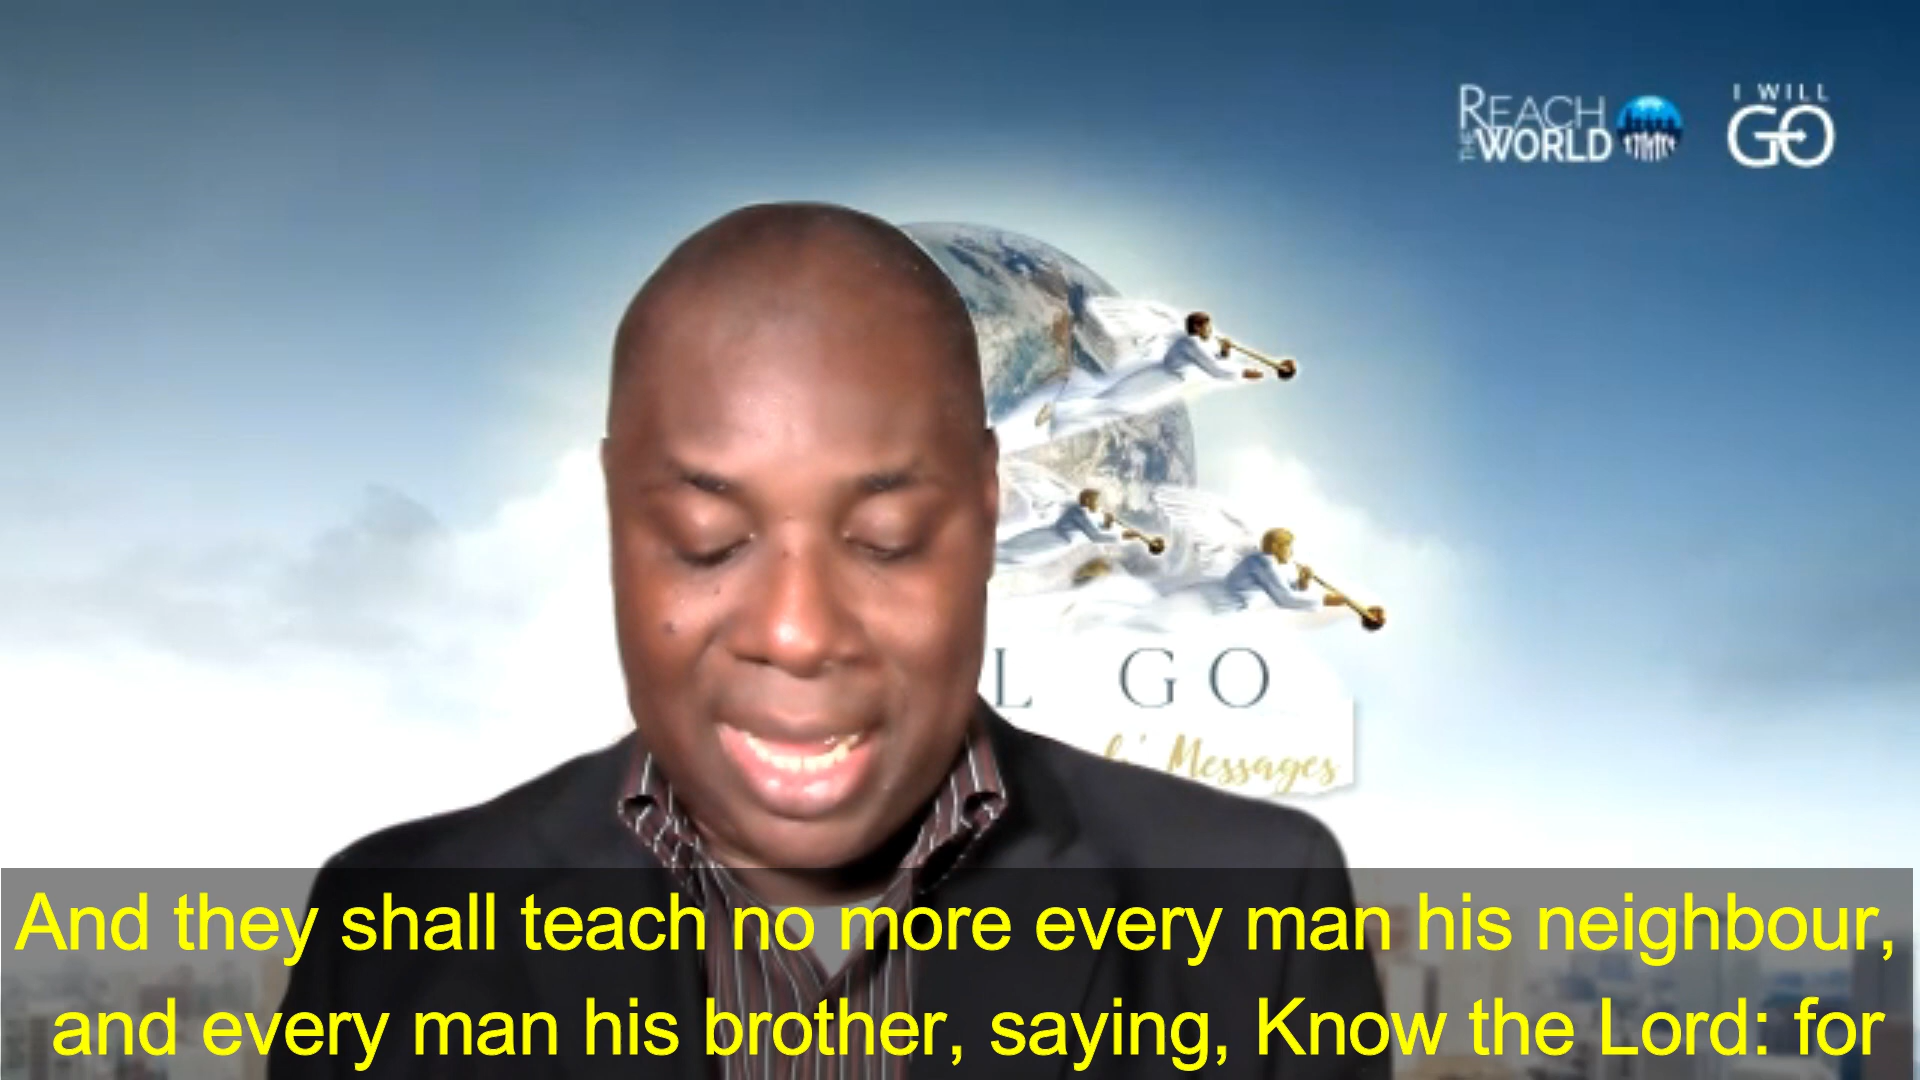 REACH
THE WORLD
I WILL
GO
L GO
Messages
And they shall teach no more every man his neighbour,
and every man his brother, saying, Know the Lord: for